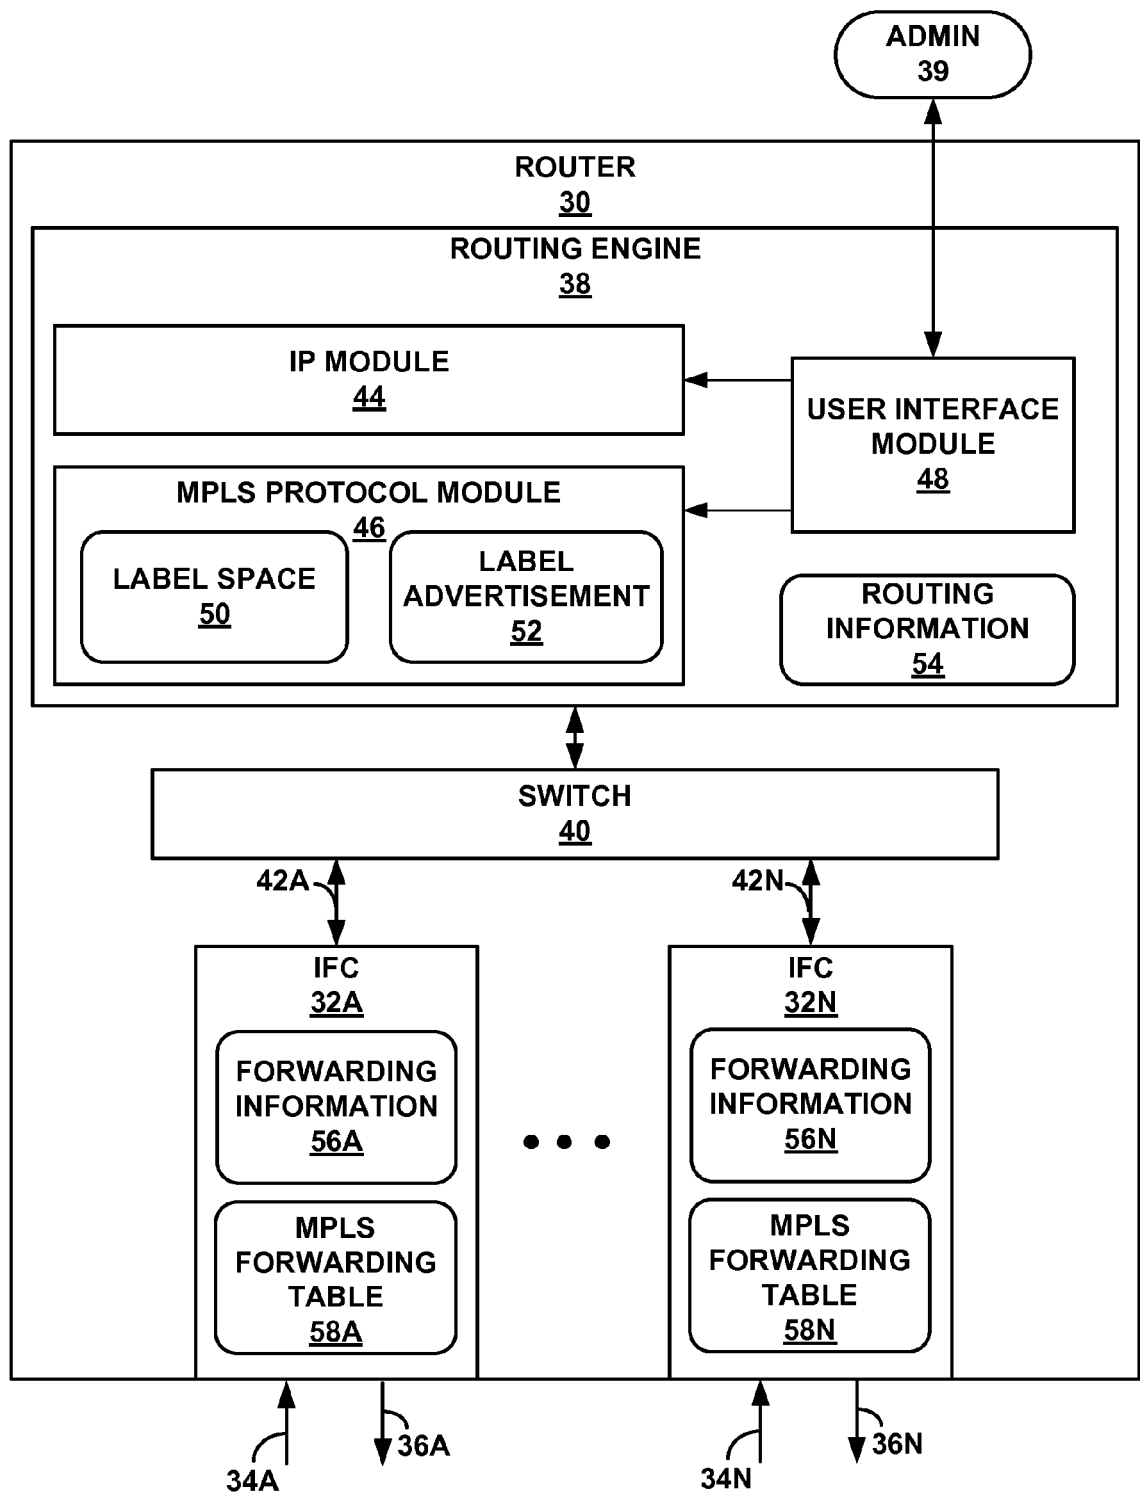 ADMIN
39
ROUTER
30
ROUTING ENGINE
38
IP MODULE
44
USER INTERFACE
MODULE
48
MPLS PROTOCOL MODULE
46
LABEL SPACE
50
LABEL
ADVERTISEMENT
52
ROUTING
INFORMATION
54
SWITCH
40
42A
42N
IFC
32A
FORWARDING
INFORMATION
56A
MPLS
FORWARDING
TABLE
58A
IFC
32N
FORWARDING
INFORMATION
56N
MPLS
FORWARDING
TABLE
58N
34A
36A
34N
36N